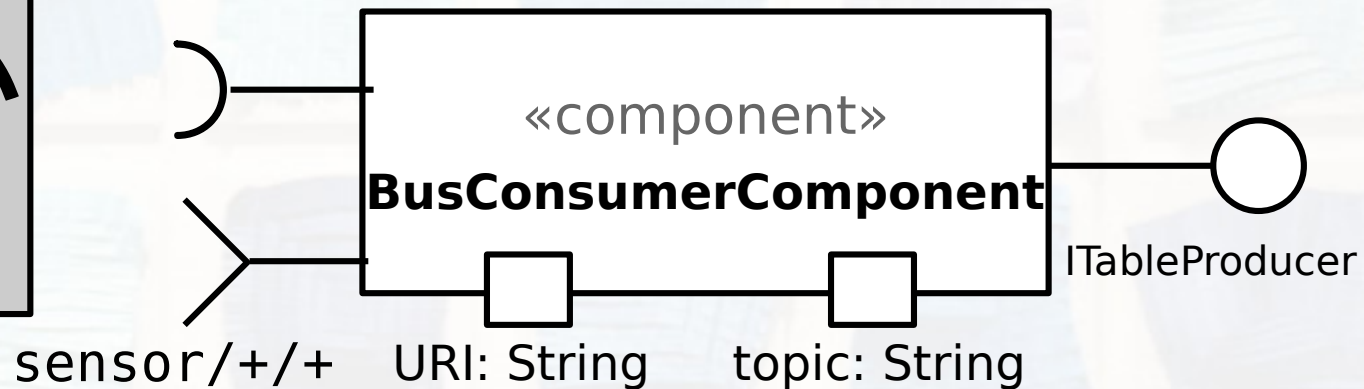 «component»
BusConsumerComponent
ITableProducer
sensor/+/+
URI: String
topic: String